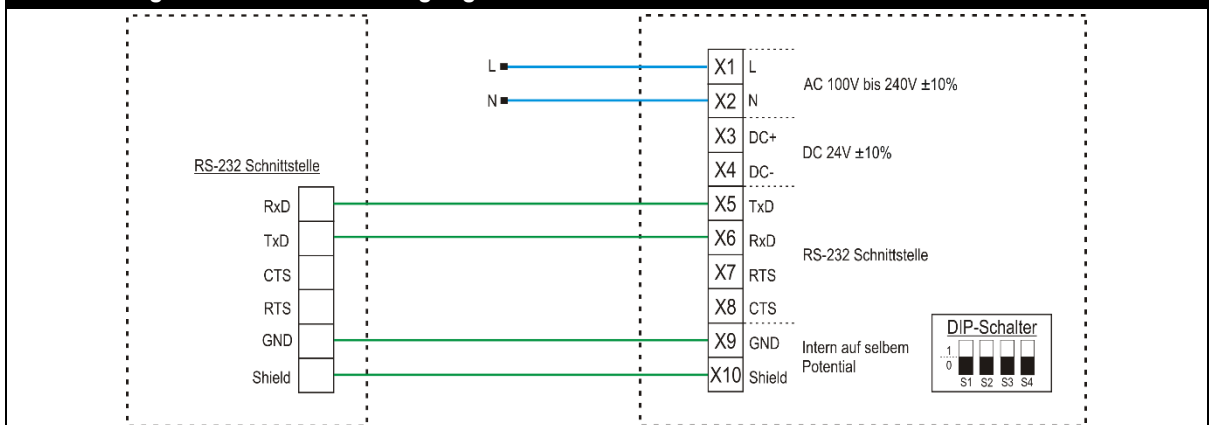 RS-232 Schnittstelle
RxD
TxD
CTS
RTS
GND
Shield
L
N
X1 L
X2 N
AC 100V bis 240V ±10%
X3 DC+
X4 DC-
DC 24V ±10%
X5 TxD
X6 RxD
X7 RTS
X8 CTS
RS-232 Schnittstelle
X9 GND
X10 Shield
Intern auf selbem
Potential
DIP-Schalter
1
0
S1 S2 S3 S4